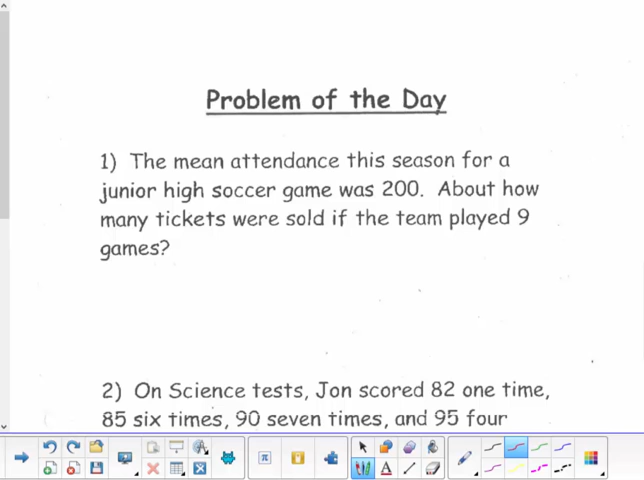 Problem of the Day
1) The mean attendance this season for a
junior high soccer game was 200. About how
many tickets were sold if the team played 9
games?
2) On Science tests, Jon scored 82 one time,
85 six times, 90 seven times, and 95 four